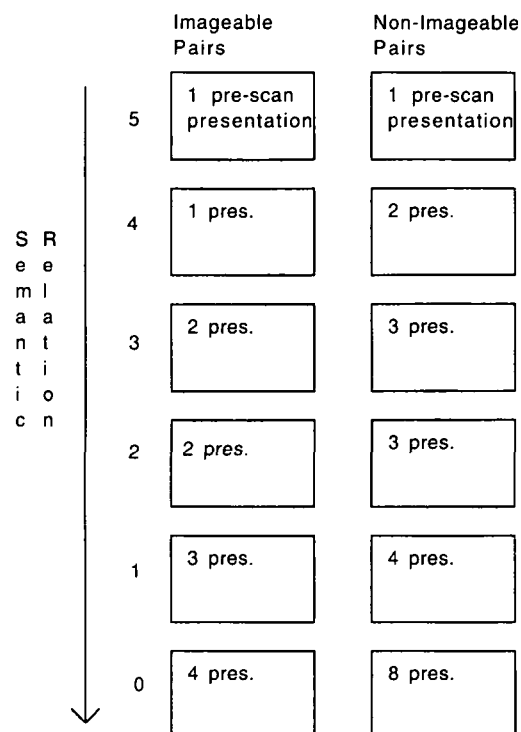 Imageable Pairs
Non-Imageable Pairs
5
1 pre-scan presentation
1 pre-scan presentation
4
1 pres.
2 pres.
Semantic
Relation
3
2 pres.
3 pres.
2
2 pres.
3 pres.
1
3 pres.
4 pres.
0
4 pres.
8 pres.